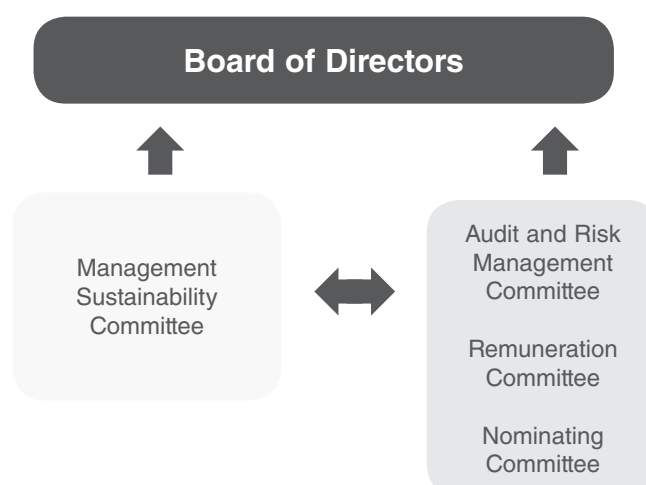 Board of Directors
Management
Sustainability
Committee
Audit and Risk
Management
Committee
Remuneration
Committee
Nominating
Committee